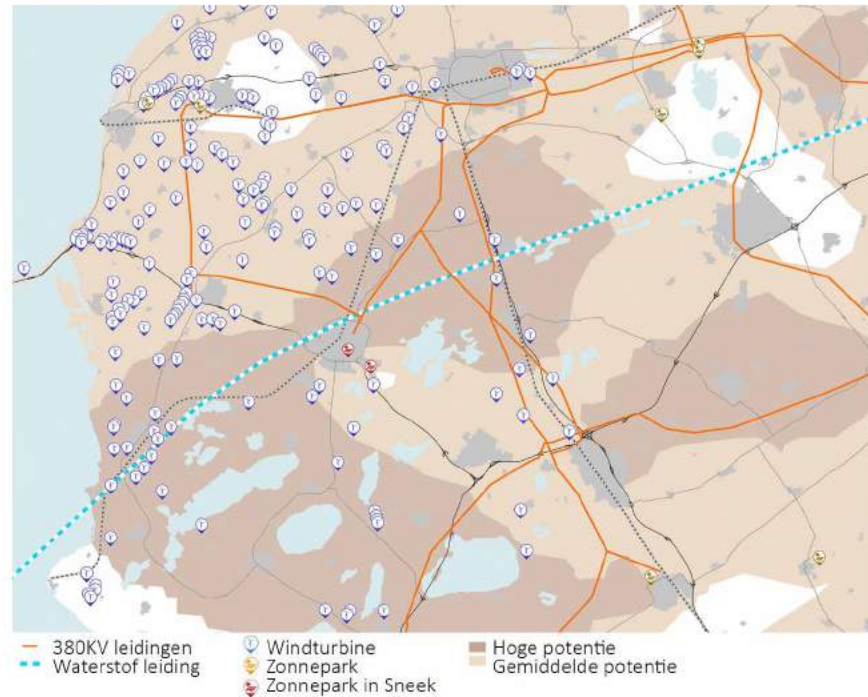 380KV leidingen
Waterstof leiding
Windturbine
Zonnepark
Zonnepark in Sneek
Hoge potentie
Gemiddelde potentie